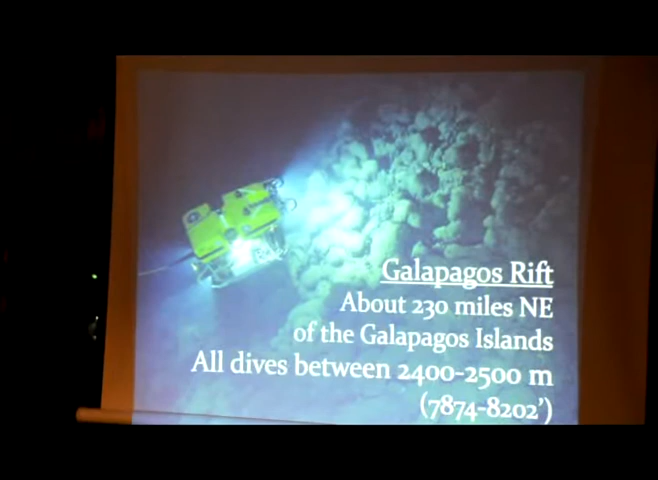 Galapagos Rift
About 230 miles NE
of the Galapagos Islands
All dives between 2400-2500 m
(7874-8202')